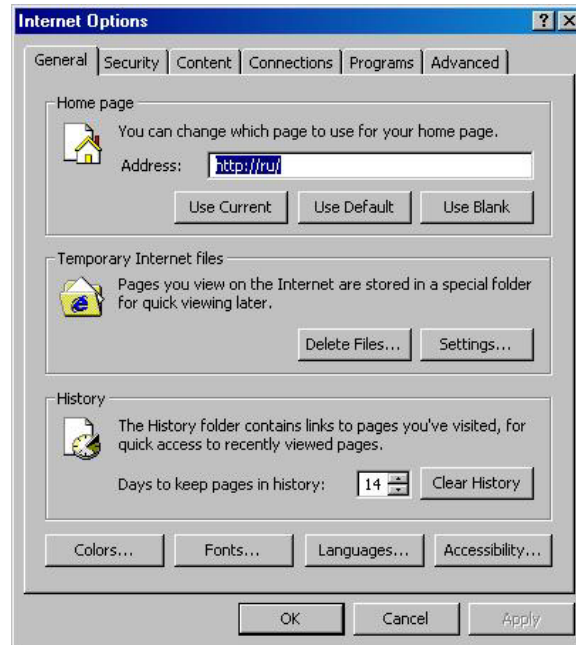 Internet Options
General Security Content Connections Programs Advanced
Home page
You can change which page to use for your home page.
Address: http://ru/
Use Current Use Default Use Blank
Temporary Internet files
Pages you view on the Internet are stored in a special folder
for quick viewing later.
Delete Files... Settings...
History
The History folder contains links to pages you've visited, for
quick access to recently viewed pages.
Days to keep pages in history: 14 Clear History
Colors... Fonts... Languages... Accessibility...
OK Cancel Apply